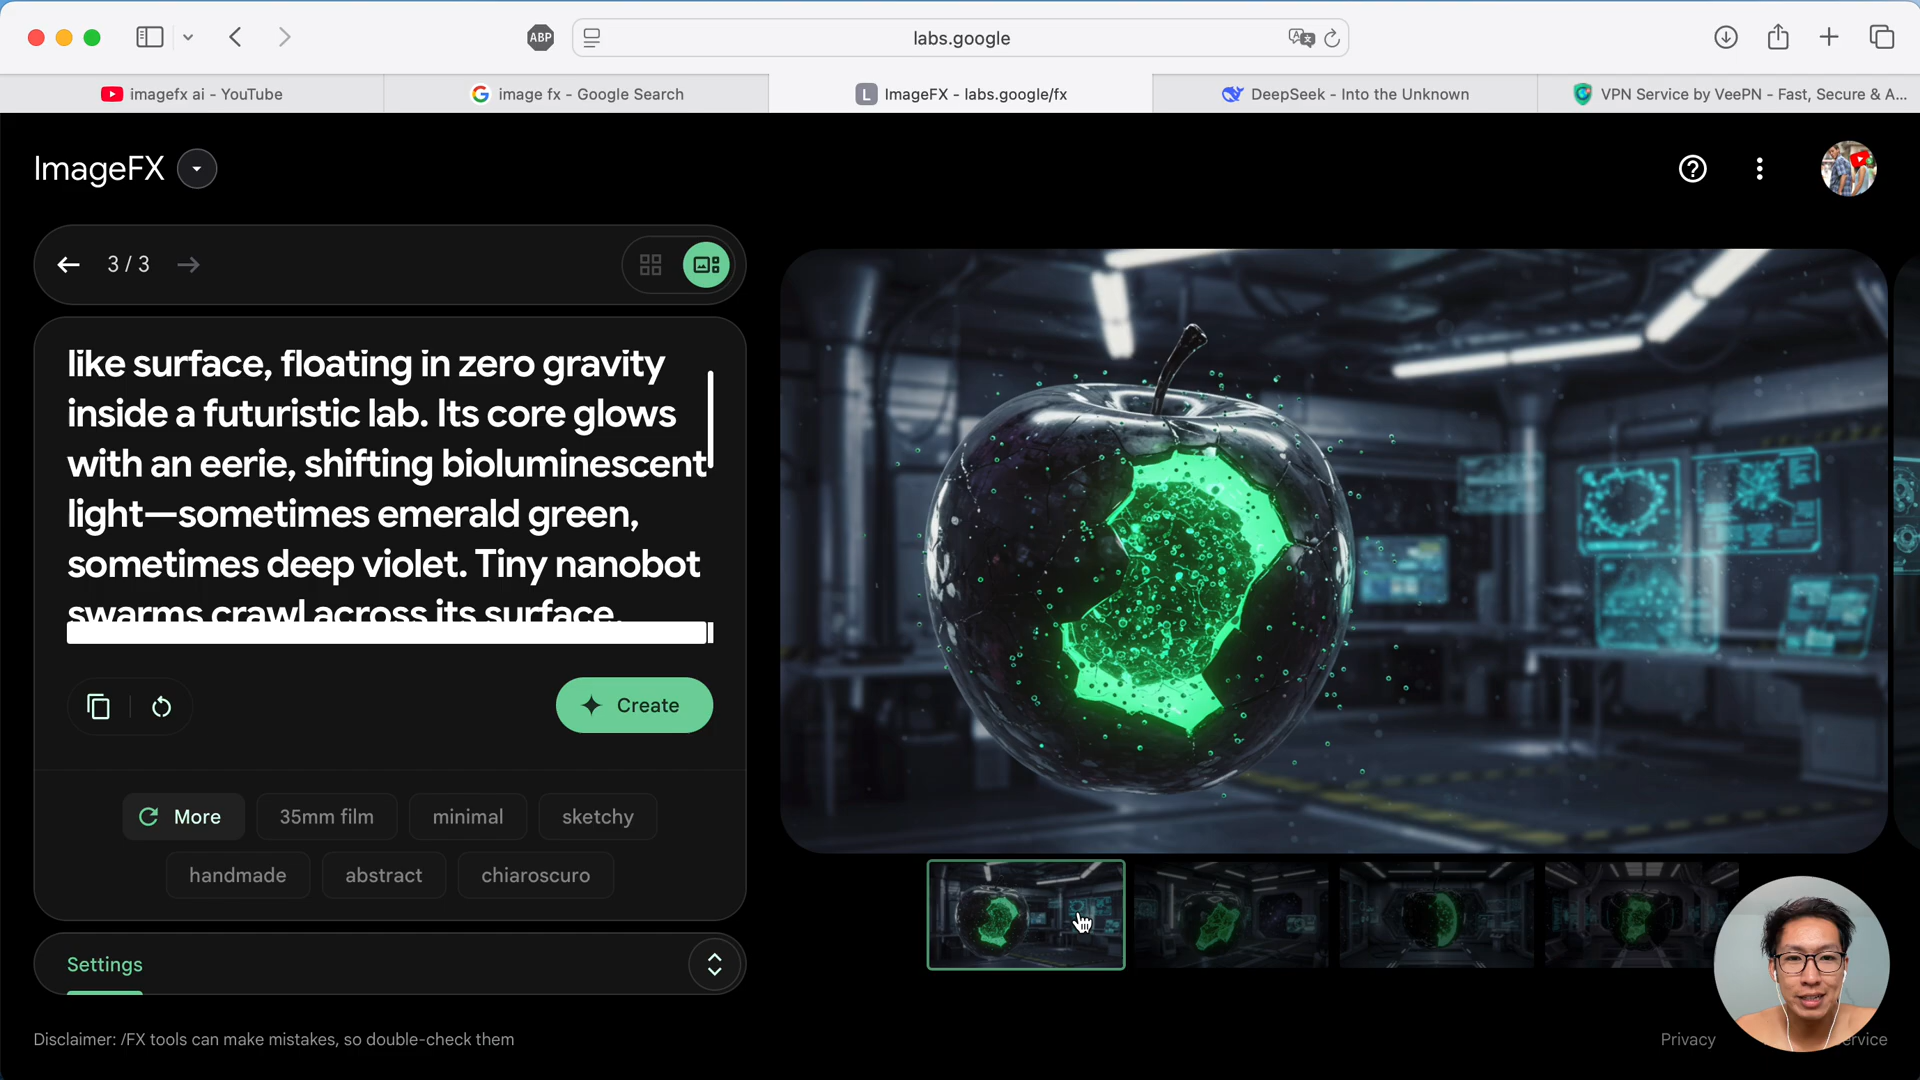 ABP
labs.google
imagefx ai - YouTube
image fx - Google Search
L ImageFX - labs.google/fx
DeepSeek - Into the Unknown
VPN Service by VeePN - Fast, Secure & A...
ImageFX
3 / 3
like surface, floating in zero gravity
inside a futuristic lab. Its core glows
with an eerie, shifting bioluminescent
light—sometimes emerald green,
sometimes deep violet. Tiny nanobot
swarms crawl across its surface,
Create
More
35mm film
minimal
sketchy
handmade
abstract
chiaroscuro
Settings
Disclaimer: /FX tools can make mistakes, so double-check them
Privacy